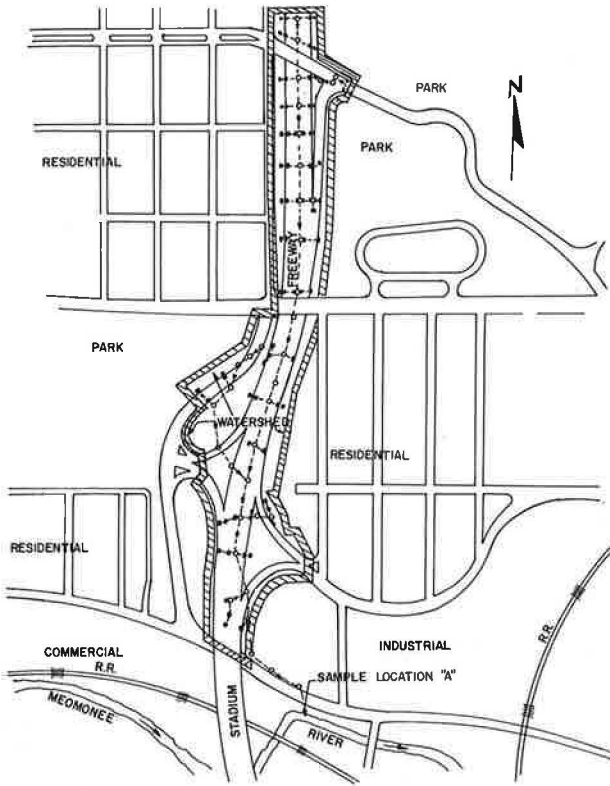 N
PARK
PARK
RESIDENTIAL
FREEWAY
PARK
WATERSHED
RESIDENTIAL
RESIDENTIAL
COMMERCIAL
R.R.
INDUSTRIAL
R.R.
SAMPLE LOCATION "A"
MEOMONEE
STADIUM
RIVER